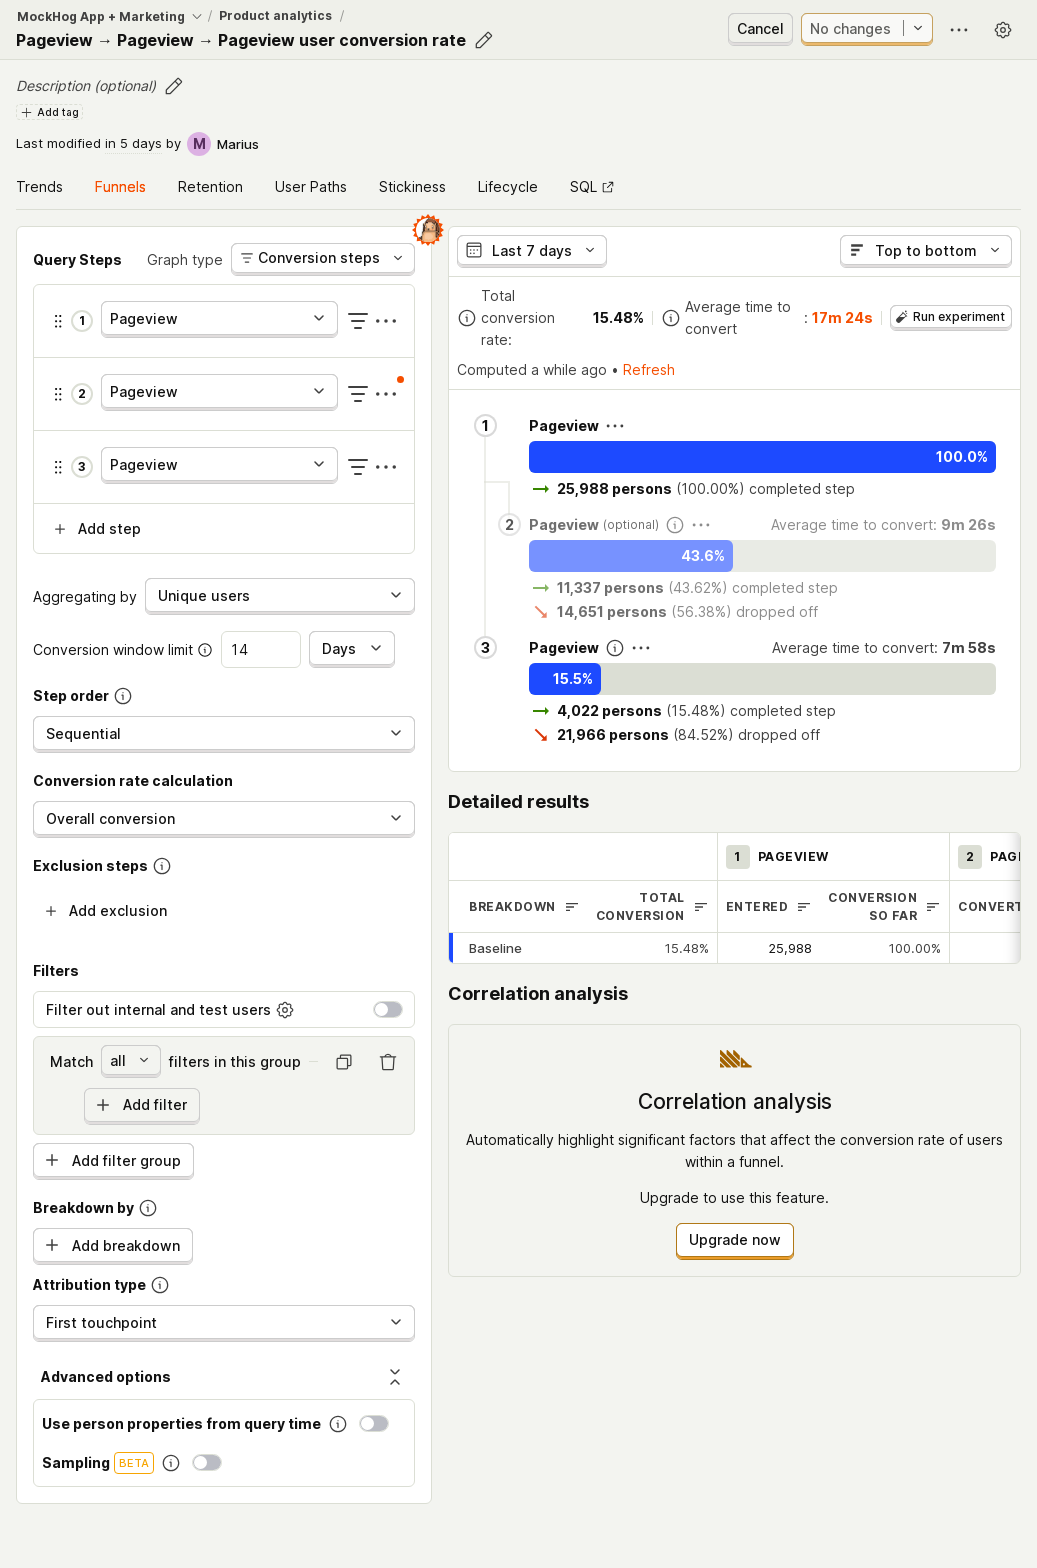 MockHog App + Marketing / Product analytics /
Pageview → Pageview → Pageview user conversion rate
Cancel
No changes
Description (optional)
Add tag
Last modified in 5 days by M Marius
Trends Funnels Retention User Paths Stickiness Lifecycle SQL
Query Steps Graph type Conversion steps
1 Pageview
2 Pageview
3 Pageview
Add step
Aggregating by Unique users
Conversion window limit 14 Days
Step order
Sequential
Conversion rate calculation
Overall conversion
Exclusion steps
Add exclusion
Filters
Filter out internal and test users
Match all filters in this group
Add filter
Add filter group
Breakdown by
Add breakdown
Attribution type
First touchpoint
Advanced options
Use person properties from query time
Sampling BETA
Last 7 days Top to bottom
Total conversion rate: 15.48%
Average time to convert : 17m 24s
Run experiment
Computed a while ago • Refresh
1 Pageview
100.0%
25,988 persons (100.00%) completed step
2 Pageview (optional) Average time to convert: 9m 26s
43.6%
11,337 persons (43.62%) completed step
14,651 persons (56.38%) dropped off
3 Pageview Average time to convert: 7m 58s
15.5%
4,022 persons (15.48%) completed step
21,966 persons (84.52%) dropped off
Detailed results
1 PAGEVIEW 2
BREAKDOWN TOTAL CONVERSION ENTERED CONVERSION SO FAR
Baseline 15.48% 25,988 100.00%
Correlation analysis
Correlation analysis
Automatically highlight significant factors that affect the conversion rate of users
within a funnel.
Upgrade to use this feature.
Upgrade now